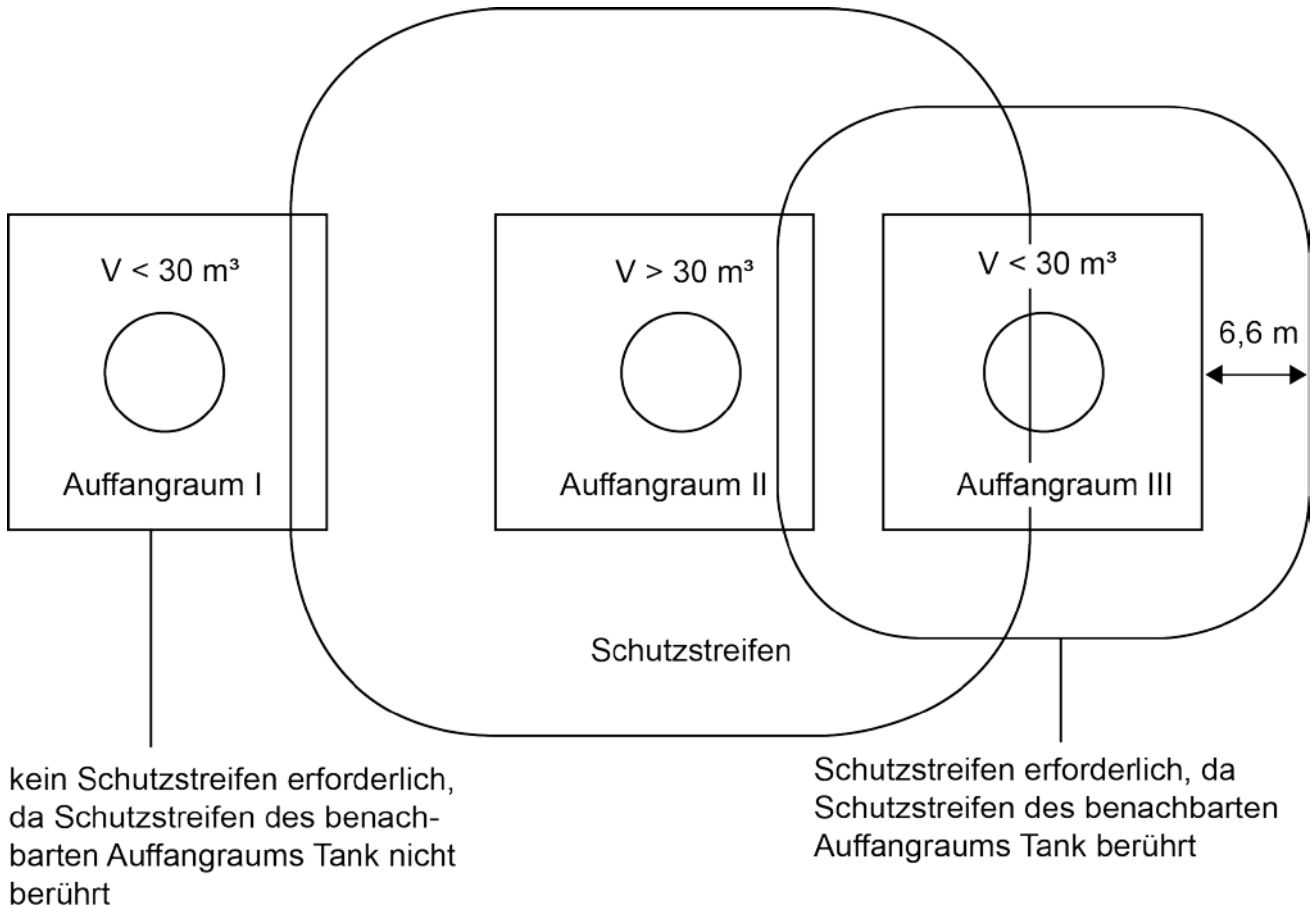 V < 30 m³
V > 30 m³
V < 30 m³
6,6 m
Auffangraum I
Auffangraum II
Auffangraum III
Schutzstreifen
kein Schutzstreifen erforderlich,
da Schutzstreifen des benach-
barten Auffangraums Tank nicht
berührt
Schutzstreifen erforderlich, da
Schutzstreifen des benachbarten
Auffangraums Tank berührt